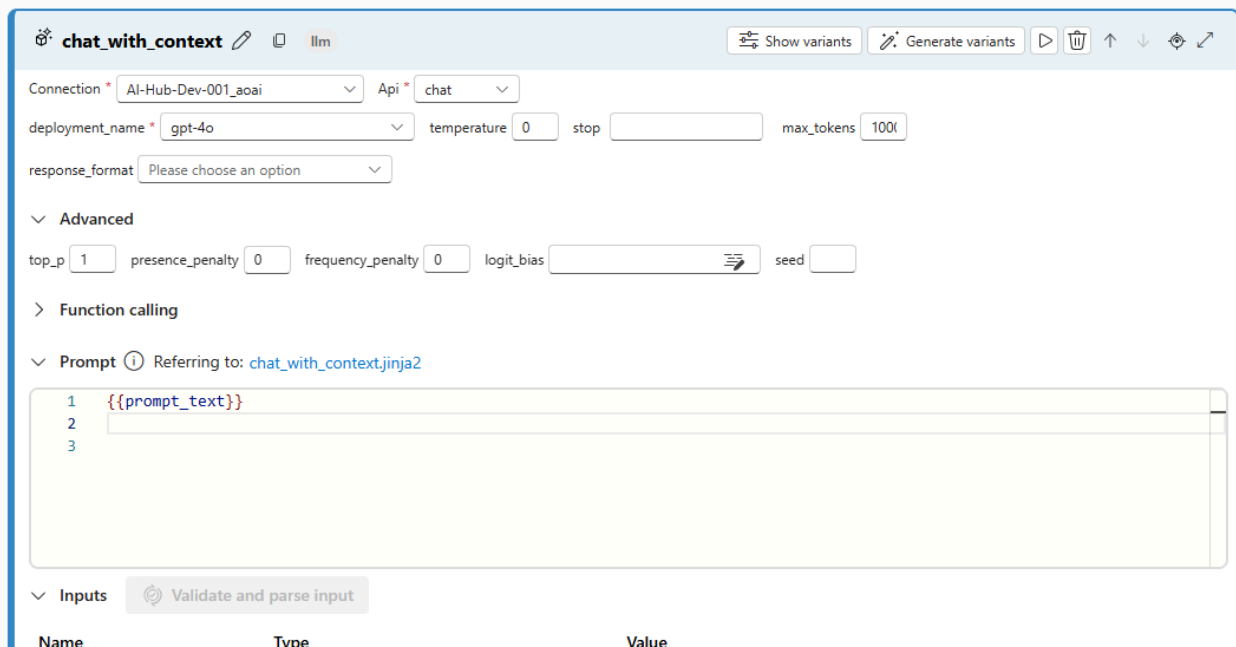 chat_with_context llm Show variants Generate variants
Connection * AI-Hub-Dev-001_aoai Api * chat
deployment_name * gpt-4o temperature 0 stop max_tokens 100
response_format Please choose an option
Advanced
top_p 1 presence_penalty 0 frequency_penalty 0 logit_bias seed
Function calling
Prompt Referring to: chat_with_context.jinja2
1 {{prompt_text}}
2
3
Inputs Validate and parse input
Name Type Value